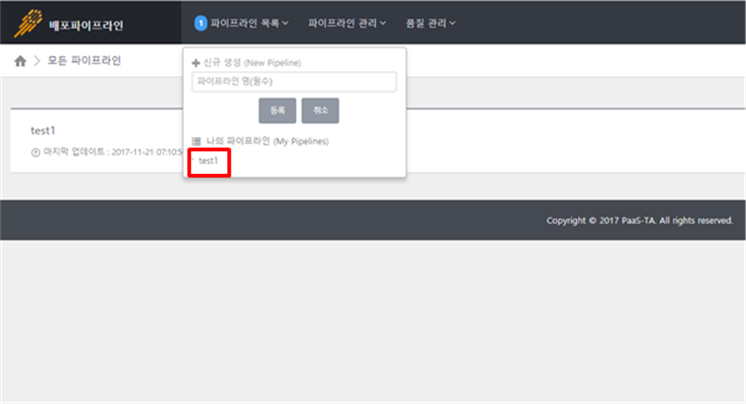 배포파이프라인
1 파이프라인 목록 파이프라인 관리 품질 관리
모든 파이프라인
신규 생성 (New Pipeline)
파이프라인 명(필수)
등록 취소
나의 파이프라인 (My Pipelines)
test1
test1
마지막 업데이트 : 2017-11-21 07:10:5
Copyright © 2017 PaaS-TA. All rights reserved.